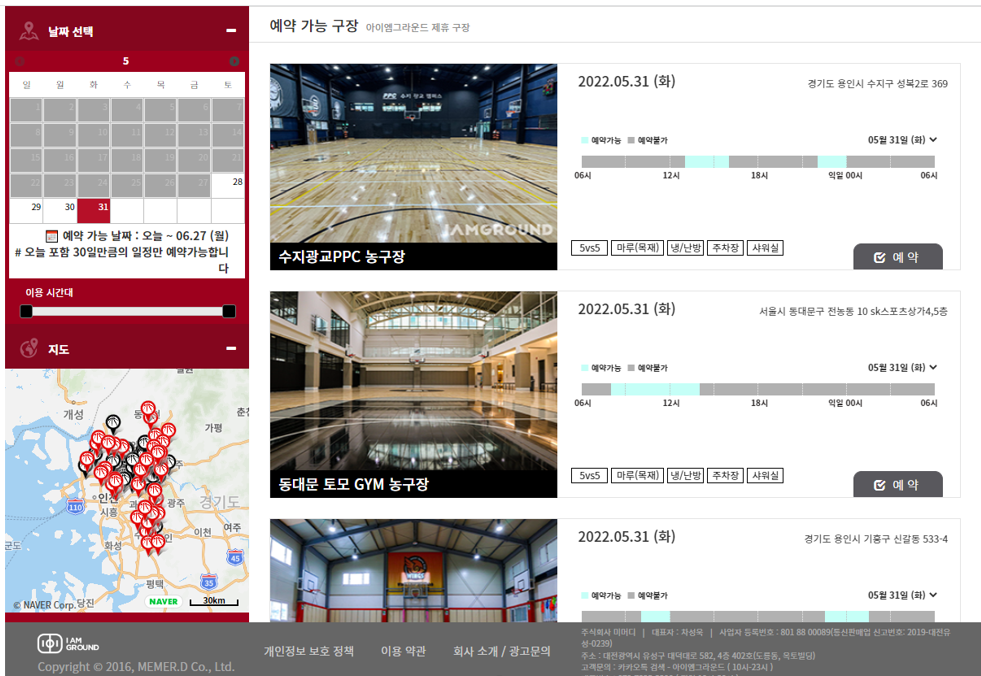 날짜 선택
5
일 월 화 수 목 금 토
1 2 3 4 5 6 7
8 9 10 11 12 13 14
15 16 17 18 19 20 21
22 23 24 25 26 27 28
29 30 31
예약 가능 날짜 : 오늘 ~ 06.27 (월)
# 오늘 포함 30일만큼의 일정만 예약가능합니
다
이용 시간대
지도
개성
가평
인천
시흥
광주
경기도
110
이천
여주
화성
45
35
평택
당진
© NAVER Corp.
NAVER
30km
예약 가능 구장 아이엠그라운드 제휴 구장
2022.05.31 (화)
경기도 용인시 수지구 성복2로 369
예약가능 예약불가
05월 31일 (화)
06시 12시 18시 익일 00시 06시
IAMGROUND
수지광교PPC 농구장
5vs5 마루(목재) 냉/난방 주차장 샤워실
예 약
2022.05.31 (화)
서울시 동대문구 전농동 10 sk스포츠상가4,5층
예약가능 예약불가
05월 31일 (화)
06시 12시 18시 익일 00시 06시
동대문 토모 GYM 농구장
5vs5 마루(목재) 냉/난방 주차장 샤워실
예 약
2022.05.31 (화)
경기도 용인시 기흥구 신갈동 533-4
예약가능 예약불가
05월 31일 (화)
WINGS
I AM
GROUND
Copyright © 2016, MEMER.D Co., Ltd.
개인정보 보호 정책 이용 약관 회사 소개 / 광고문의
주식회사 미머디 | 대표자 : 차성욱 | 사업자 등록번호 : 801 88 00089(통신판매업 신고번호: 2019-대전유
성-0239)
주소 : 대전광역시 유성구 대덕대로 582, 4층 402호(도룡동, 옥토빌딩)
고객문의 : 카카오톡 검색 - 아이엠그라운드 ( 10시-23시 )